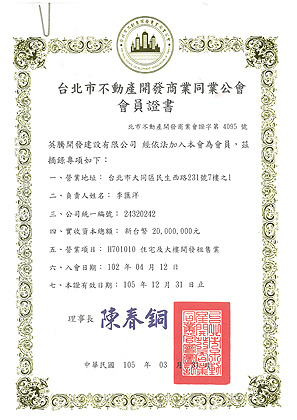 台北市不動產開發商業同業公會
會員證書
北市不動產開發商業會證字第 4095 號
英騰開發建設有限公司 經依法加入本會為會員，茲
摘錄專項如下：
一、營業地址： 台北市大同區民生西路231號7樓之1
二、負責人姓名： 李匯洋
三、公司統一編號： 24320242
四、實收資本總額： 新台幣 20,000,000元
五、營業項目：H701010 住宅及大樓開發租售業
六、入會日期：102 年 04 月 12 日
七、本證有效日期：105 年 12 月 31 日止
理事長 陳春銅
中華民國 105 年 03 月